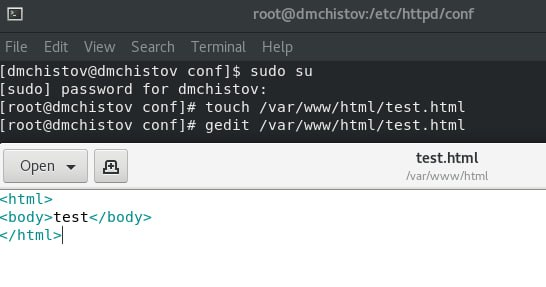 root@dmchistov:/etc/httpd/conf
File Edit View Search Terminal Help
[dmchistov@dmchistov conf]$ sudo su
[sudo] password for dmchistov:
[root@dmchistov conf]# touch /var/www/html/test.html
[root@dmchistov conf]# gedit /var/www/html/test.html
Open
test.html
/var/www/html
<html>
<body>test</body>
</html>